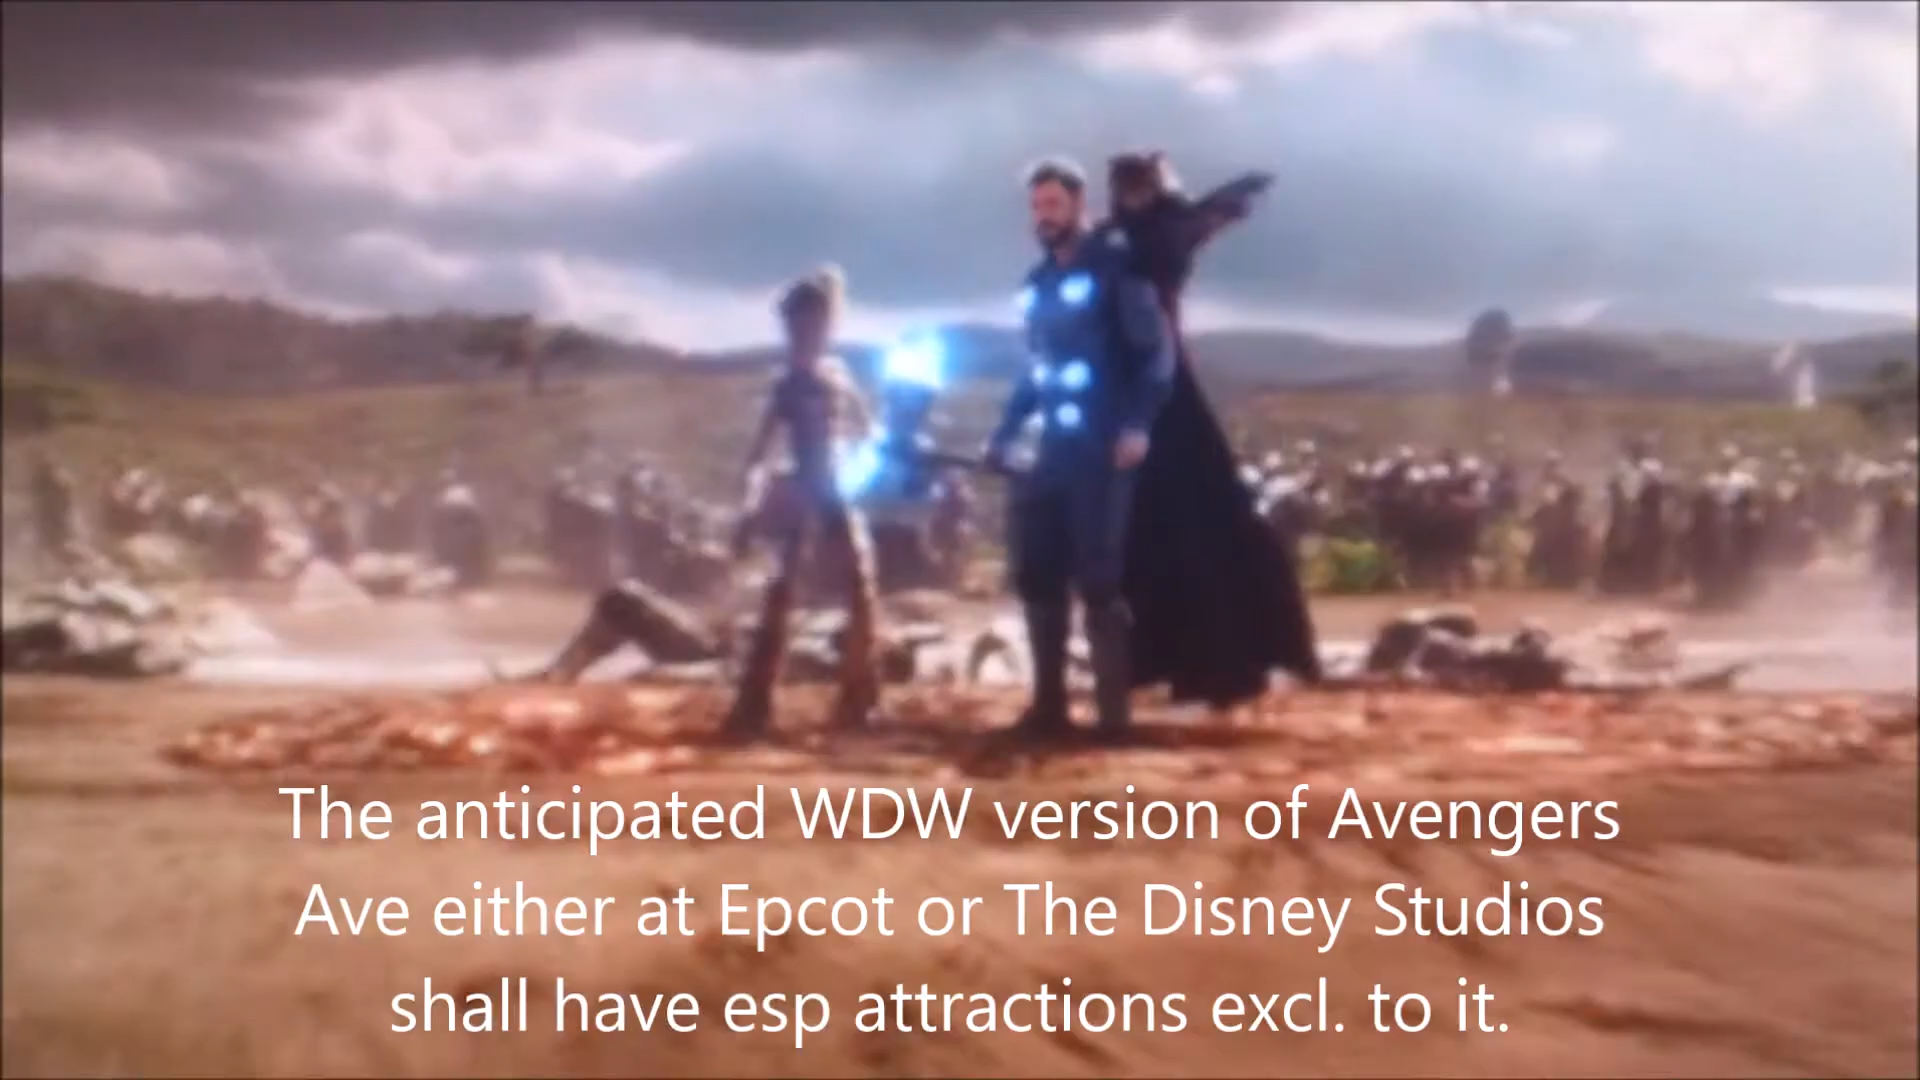 The anticipated WDW version of Avengers
Ave either at Epcot or The Disney Studios
shall have esp attractions excl. to it.